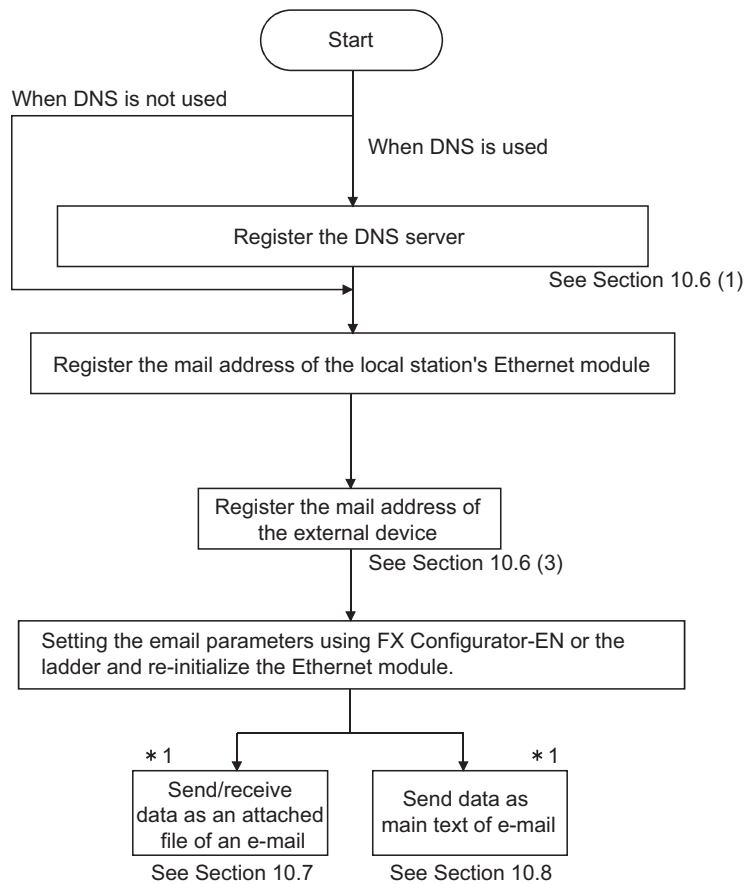 Start
When DNS is not used
When DNS is used
Register the DNS server
See Section 10.6 (1)
Register the mail address of the local station's Ethernet module
Register the mail address of
the external device
See Section 10.6 (3)
Setting the email parameters using FX Configurator-EN or the
ladder and re-initialize the Ethernet module.
*1
Send/receive
data as an attached
file of an e-mail
See Section 10.7
*1
Send data as
main text of e-mail
See Section 10.8